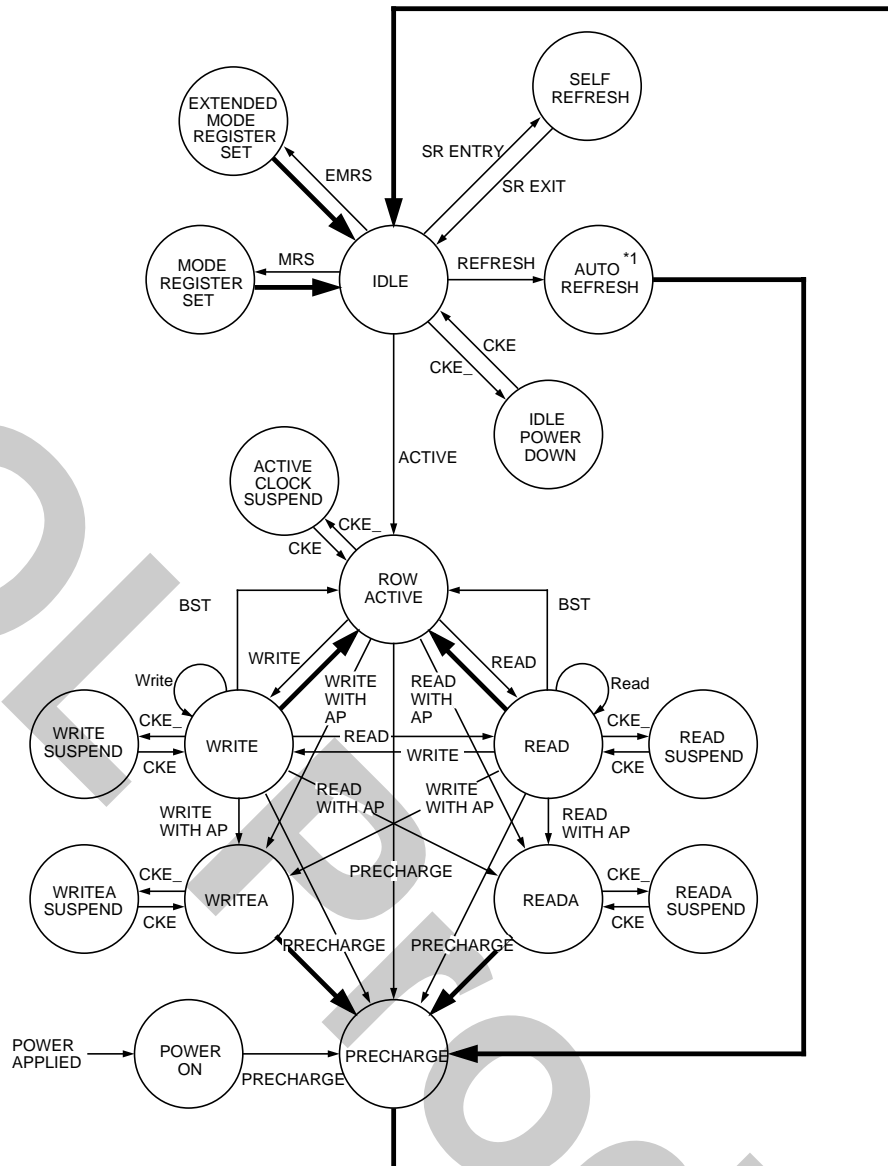 SELF
REFRESH
EXTENDED
MODE
REGISTER
SET
SR ENTRY
EMRS
SR EXIT
MODE
REGISTER
SET
MRS
IDLE
REFRESH
AUTO *1
REFRESH
CKE
CKE_
IDLE
POWER
DOWN
ACTIVE
ACTIVE
CLOCK
SUSPEND
CKE_
CKE
ROW
ACTIVE
BST
BST
WRITE
READ
Write
WRITE
WITH
AP
READ
WITH
AP
Read
WRITE
SUSPEND
CKE_
CKE
WRITE
READ
WRITE
READ
CKE_
CKE
READ
SUSPEND
WRITE
WITH AP
READ
WITH AP
WRITE
WITH AP
READ
WITH AP
WRITEA
SUSPEND
CKE_
CKE
WRITEA
PRECHARGE
READA
CKE_
CKE
READA
SUSPEND
PRECHARGE
PRECHARGE
POWER
APPLIED
POWER
ON
PRECHARGE
PRECHARGE
OL Pro